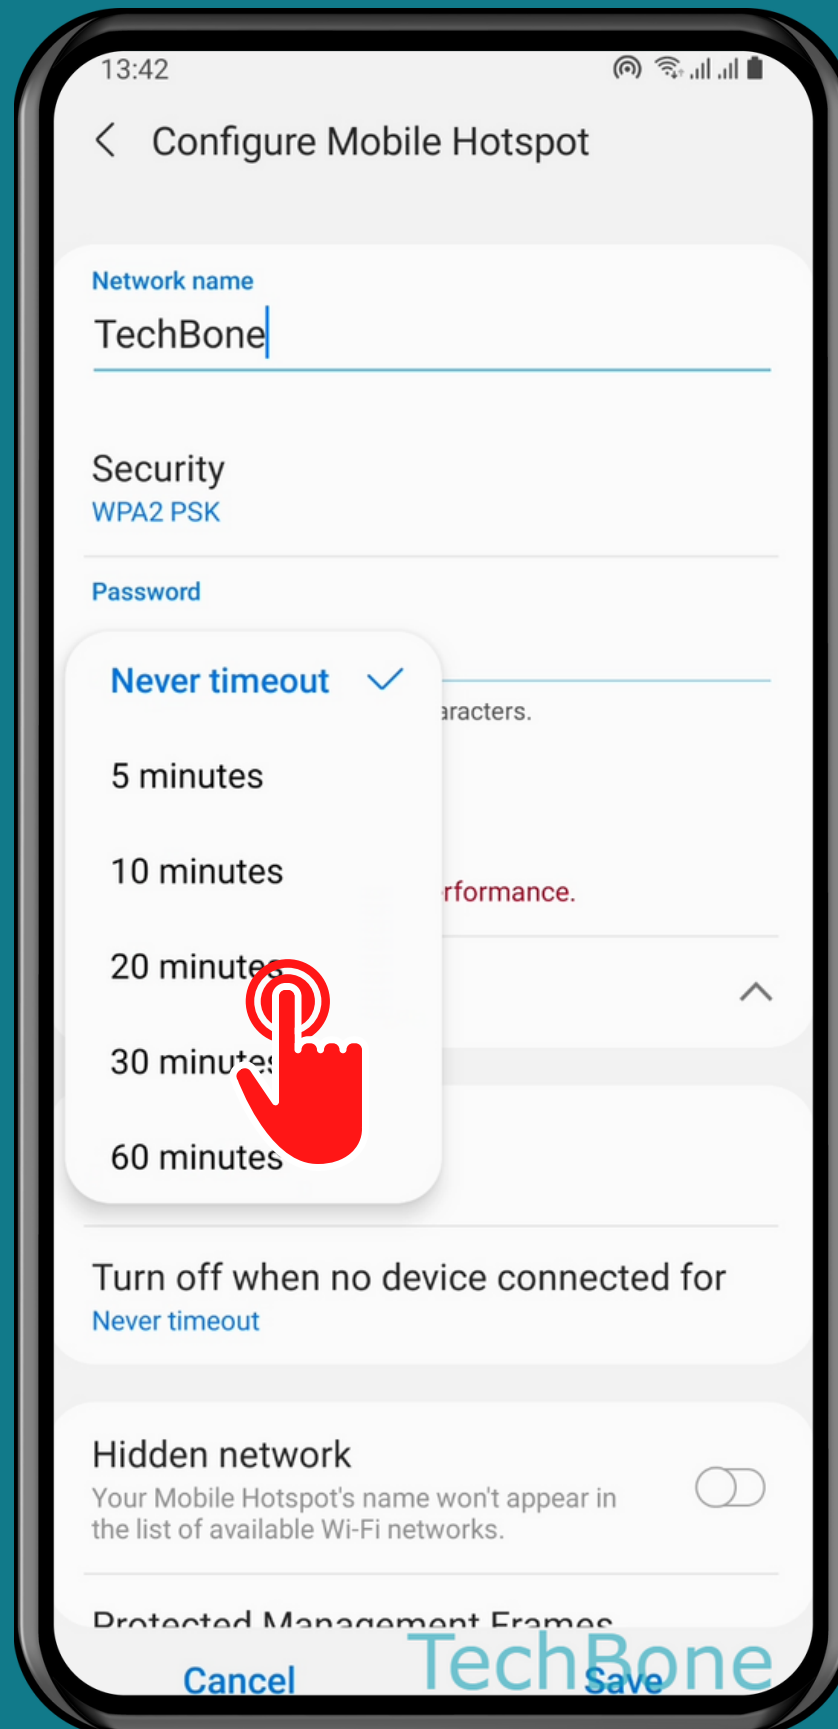 13:42
Configure Mobile Hotspot
Network name
TechBone
Security
WPA2 PSK
Password
Never timeout
aracters.
5 minutes
10 minutes
rformance.
20 minutes
30 minutes
60 minutes
Turn off when no device connected for
Never timeout
Hidden network
Your Mobile Hotspot's name won't appear in
the list of available Wi-Fi networks.
Protected Management Frames
Cancel
Save
TechBone